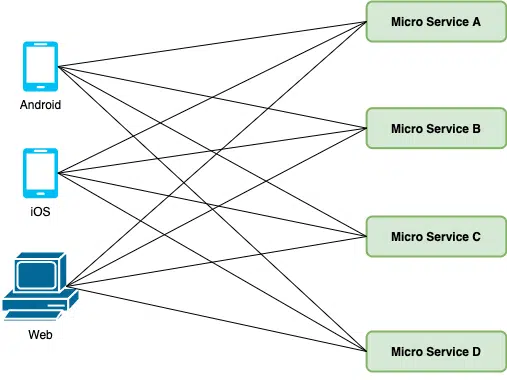 Micro Service A
Android
Micro Service B
iOS
Micro Service C
Web
Micro Service D